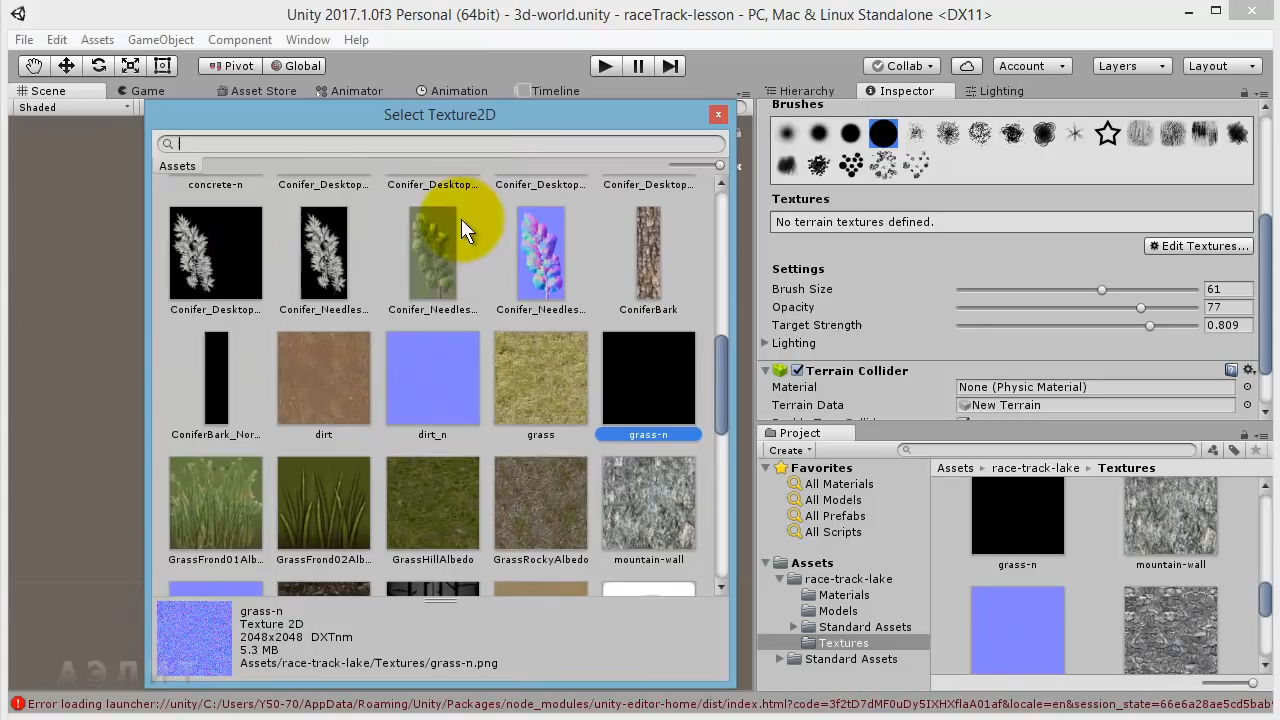 Unity 2017.1.0f3 Personal (64bit) - 3d-world.unity - raceTrack-lesson - PC, Mac & Linux Standalone <DX11>
File Edit Assets GameObject Component Window Help
Pivot Global Collab Account Layers Layout
Scene Game Asset Store Animator Animation Timeline Hierarchy Inspector Lighting
Shaded
Select Texture2D
Assets
concrete-n Conifer_Desktop... Conifer_Desktop... Conifer_Desktop... Conifer_Desktop...
Conifer_Desktop... Conifer_Needles... Conifer_Needles... Conifer_Needles... ConiferBark
ConiferBark_Nor... dirt dirt_n grass grass-n
GrassFrond01Alb... GrassFrond02Alb... GrassHillAlbedo GrassRockyAlbedo mountain-wall
grass-n
Texture 2D
2048x2048 DXTnm
5.3 MB
Assets/race-track-lake/Textures/grass-n.png
Brushes
Textures
No terrain textures defined.
Edit Textures...
Settings
Brush Size 61
Opacity 77
Target Strength 0.809
Lighting
Terrain Collider
Material None (Physic Material)
Terrain Data New Terrain
Project
Create
Favorites
All Materials
All Models
All Prefabs
All Scripts
Assets
race-track-lake
Materials
Models
Standard Assets
Textures
Standard Assets
Assets race-track-lake Textures
grass-n mountain-wall
Error loading launcher://unity/C:/Users/Y50-70/AppData/Roaming/Unity/Packages/node_modules/unity-editor-home/dist/index.html?code=3f2tD7dMF0uDy5IXHXflaA01af&locale=en&session_state=66e6a28ae5cd5bab9